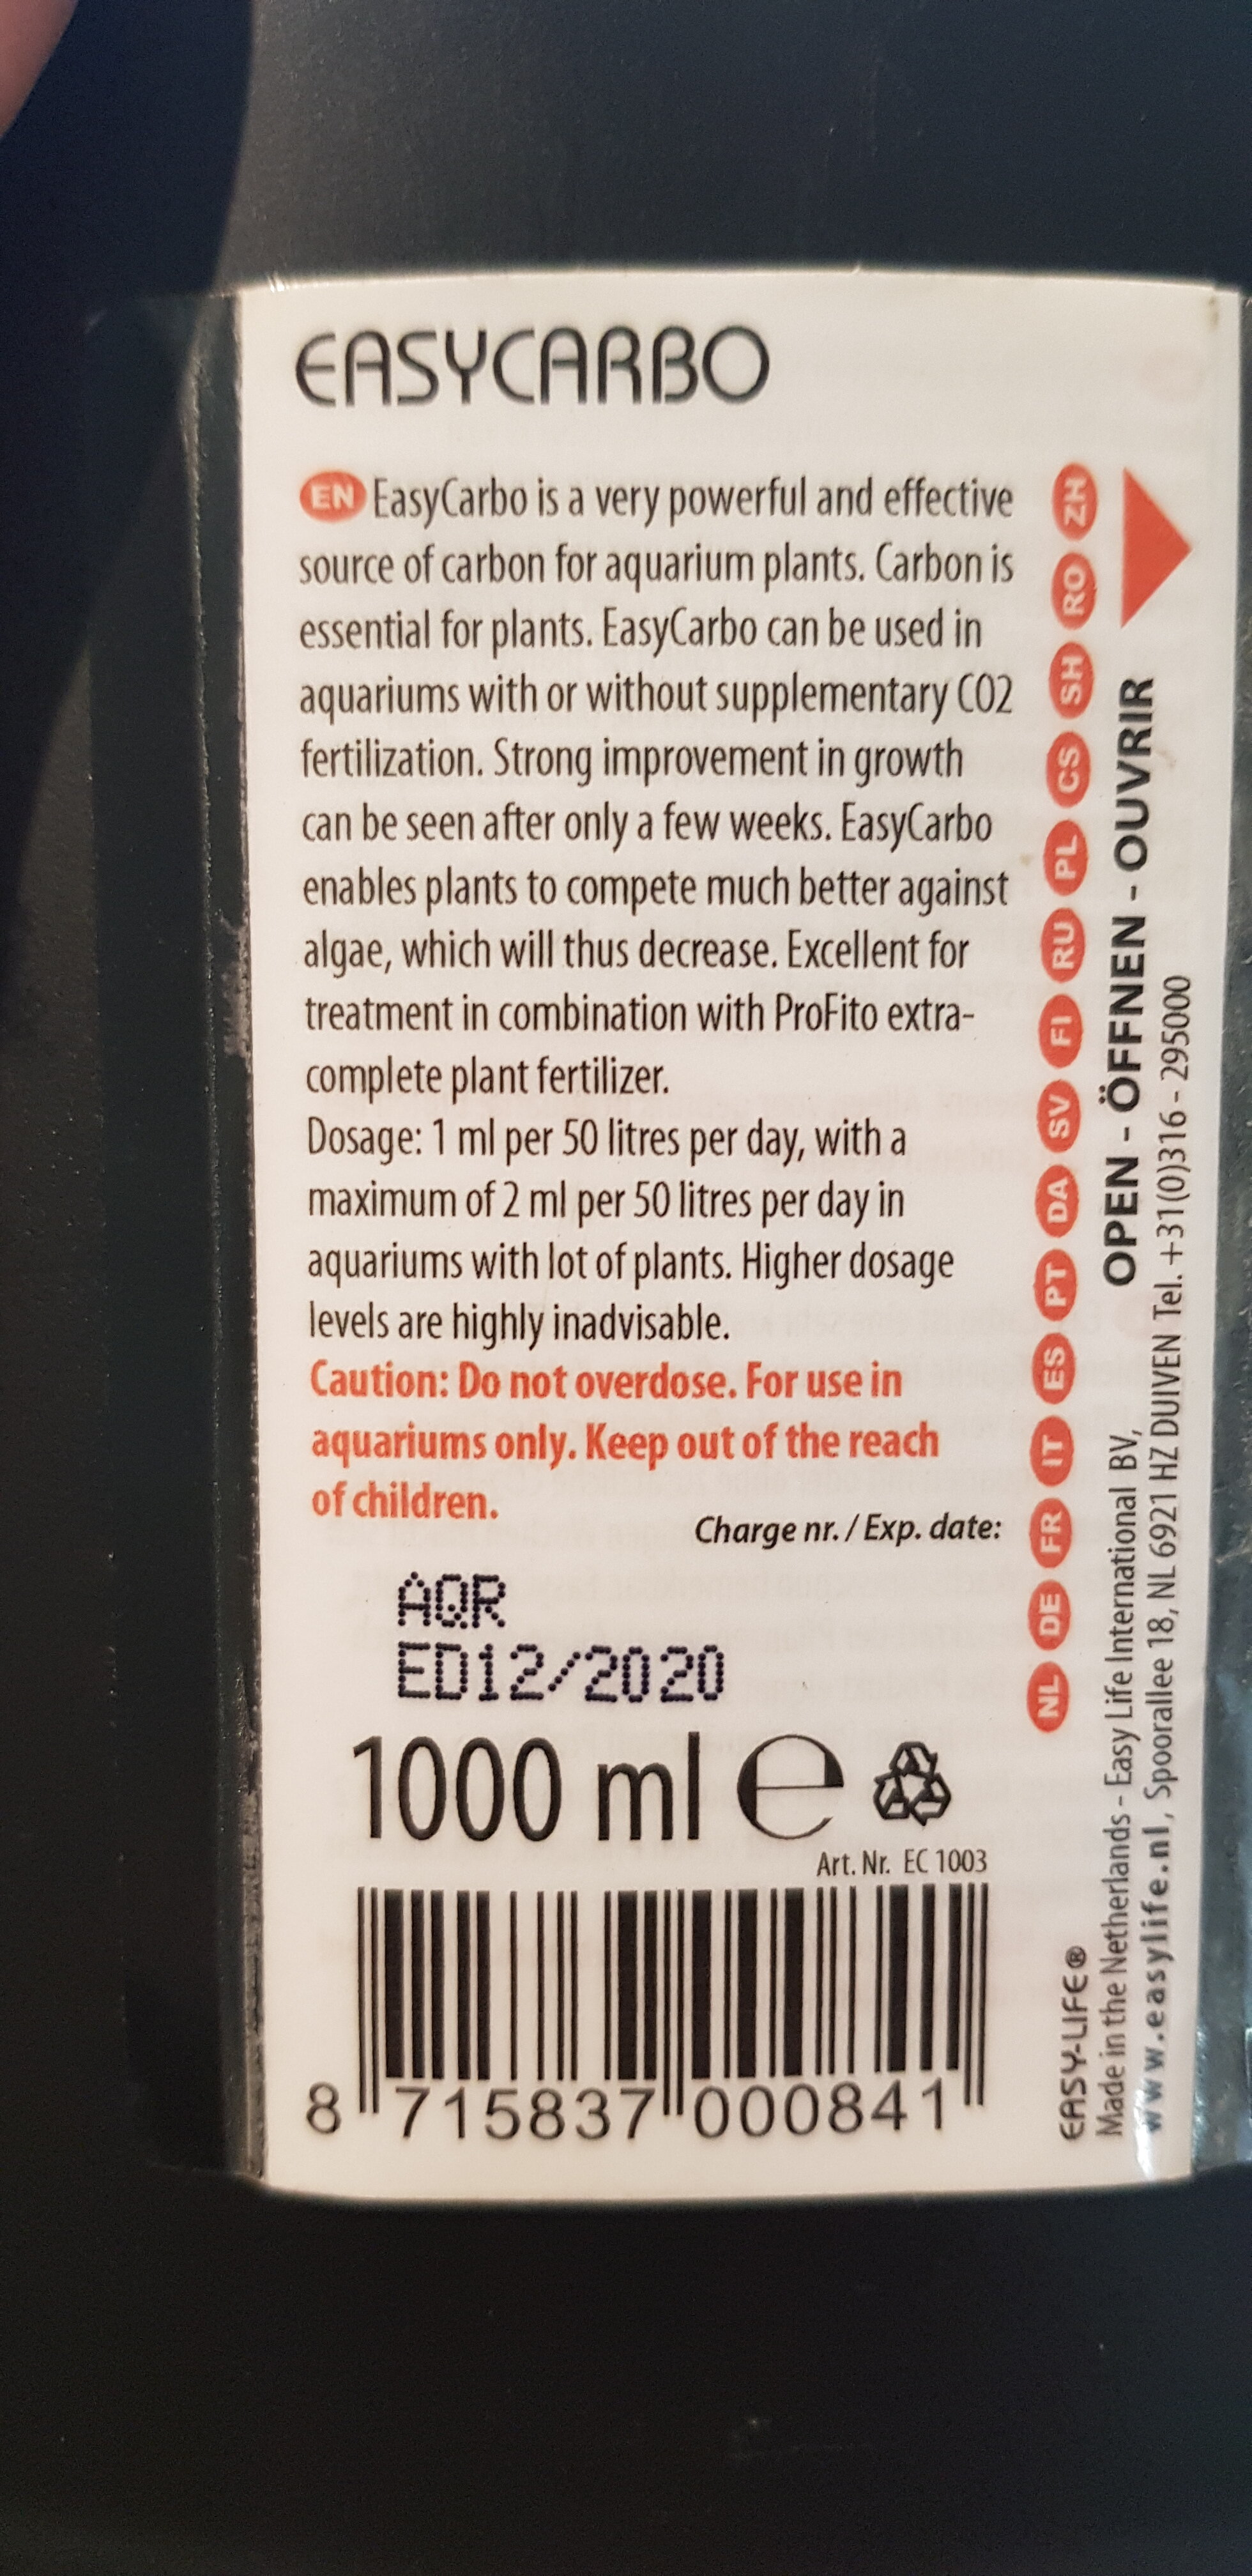 EASYCARBO
EN EasyCarbo is a very powerful and effective
source of carbon for aquarium plants. Carbon is
essential for plants. EasyCarbo can be used in
aquariums with or without supplementary CO2
fertilization. Strong improvement in growth
can be seen after only a few weeks. EasyCarbo
enables plants to compete much better against
algae, which will thus decrease. Excellent for
treatment in combination with ProFito extra-
complete plant fertilizer.
Dosage: 1 ml per 50 litres per day, with a
maximum of 2 ml per 50 litres per day in
aquariums with lot of plants. Higher dosage
levels are highly inadvisable.
Caution: Do not overdose. For use in
aquariums only. Keep out of the reach
of children.
Charge nr. / Exp. date:
AQR
ED12/2020
1000 ml e
Art. Nr. EC 1003
8 715837 000841
NL DE FR IT ES PT DA SV FI RU PL CS SH RO ZH
OPEN - ÖFFNEN - OUVRIR
EASY-LIFE®
Made in the Netherlands - Easy Life International BV,
www.easylife.nl, Spoorallee 18, NL 6921 HZ DUIVEN Tel. +31(0)316 - 295000